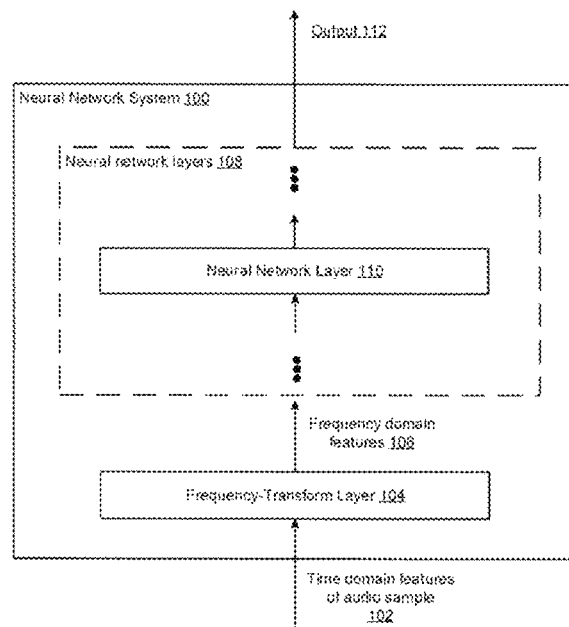 Output 112
Neural Network System 100
Neural network layers 108
Neural Network Layer 110
Frequency domain
features 108
Frequency-Transform Layer 104
Time domain features
of audio sample
102